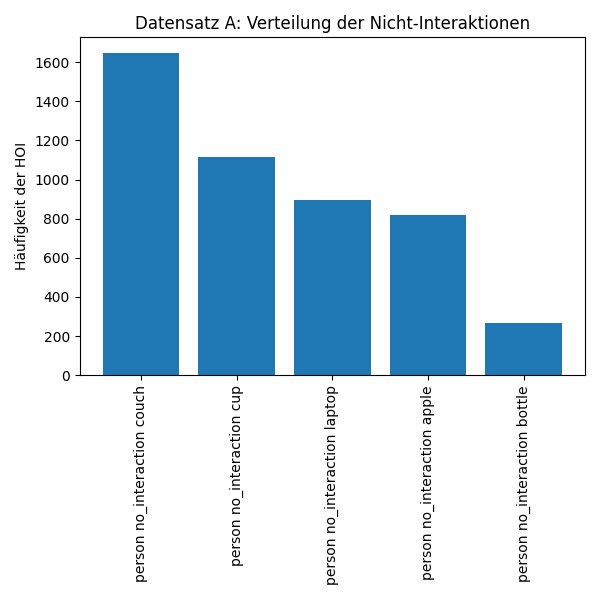 Datensatz A: Verteilung der Nicht-Interaktionen
Häufigkeit der HOI
1600
1400
1200
1000
800
600
400
200
0
person no_interaction couch
person no_interaction cup
person no_interaction laptop
person no_interaction apple
person no_interaction bottle